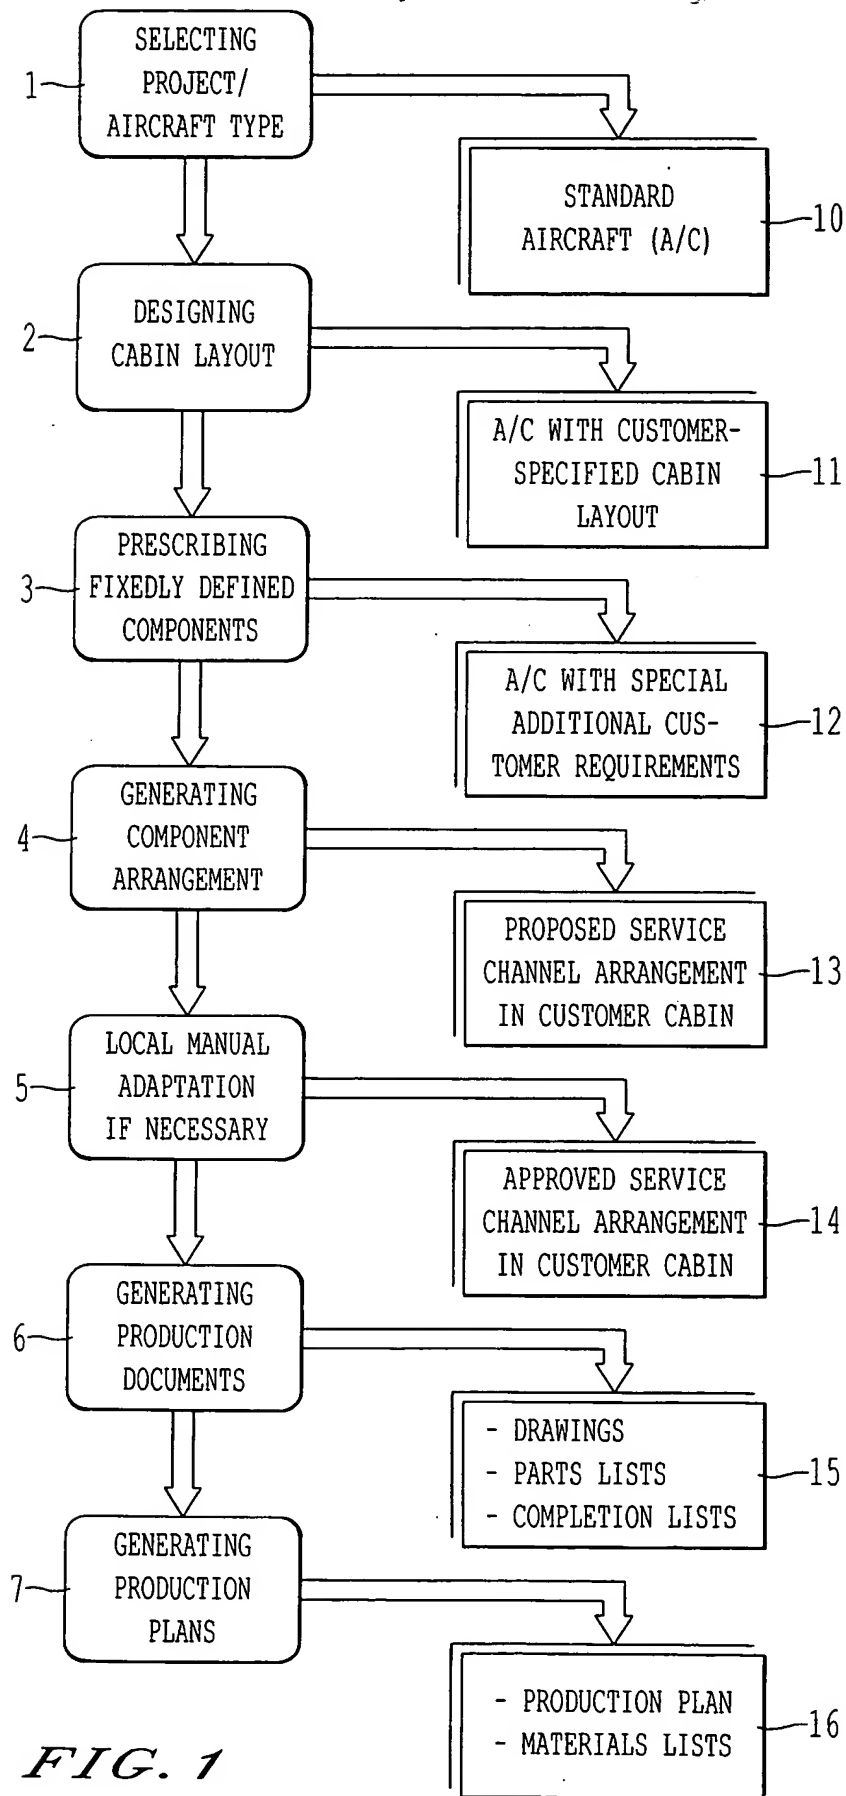 SELECTING
PROJECT/
AIRCRAFT TYPE
1
STANDARD
AIRCRAFT (A/C)
10
DESIGNING
CABIN LAYOUT
2
A/C WITH CUSTOMER-
SPECIFIED CABIN
LAYOUT
11
PRESCRIBING
FIXEDLY DEFINED
COMPONENTS
3
A/C WITH SPECIAL
ADDITIONAL CUS-
TOMER REQUIREMENTS
12
GENERATING
COMPONENT
ARRANGEMENT
4
PROPOSED SERVICE
CHANNEL ARRANGEMENT
IN CUSTOMER CABIN
13
LOCAL MANUAL
ADAPTATION
IF NECESSARY
5
APPROVED SERVICE
CHANNEL ARRANGEMENT
IN CUSTOMER CABIN
14
GENERATING
PRODUCTION
DOCUMENTS
6
- DRAWINGS
- PARTS LISTS
- COMPLETION LISTS
15
GENERATING
PRODUCTION
PLANS
7
- PRODUCTION PLAN
- MATERIALS LISTS
16
FIG. 1